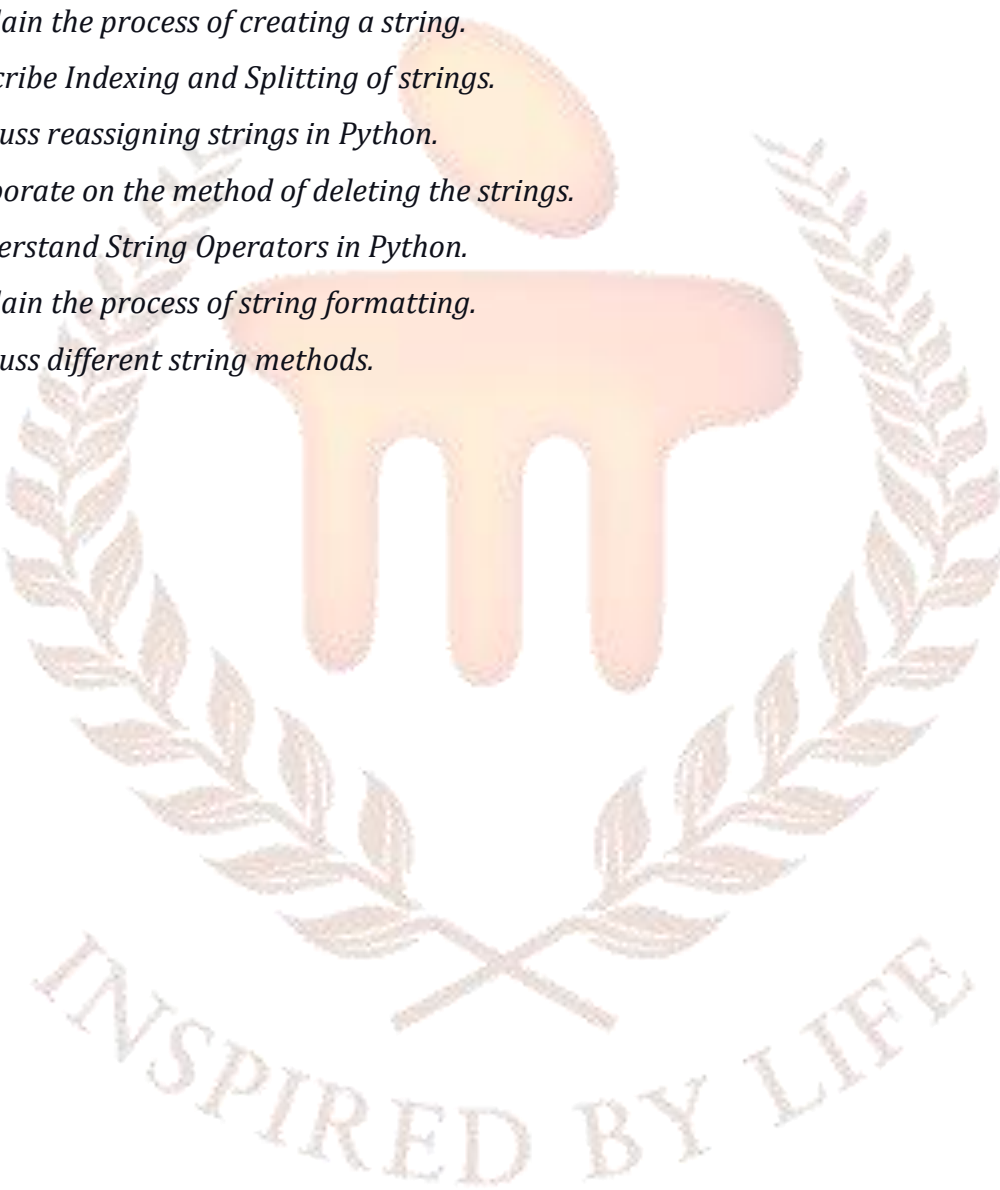 lain the process of creating a string.
cribe Indexing and Splitting of strings.
uss reassigning strings in Python.
borate on the method of deleting the strings.
erstand String Operators in Python.
lain the process of string formatting.
uss different string methods.
INSPIRED BY LIFE